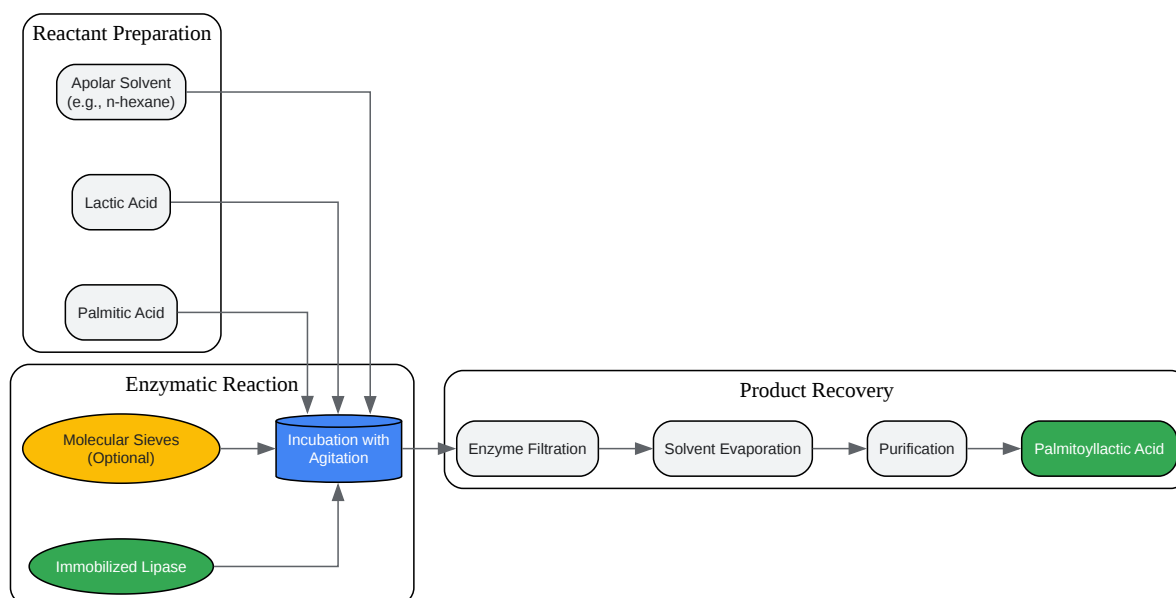 Reactant Preparation
Apolar Solvent
(e.g., n-hexane)
Lactic Acid
Palmitic Acid
Enzymatic Reaction
Molecular Sieves
(Optional)
Incubation with
Agitation
Immobilized Lipase
Product Recovery
Enzyme Filtration
Solvent Evaporation
Purification
Palmitoyllactic Acid